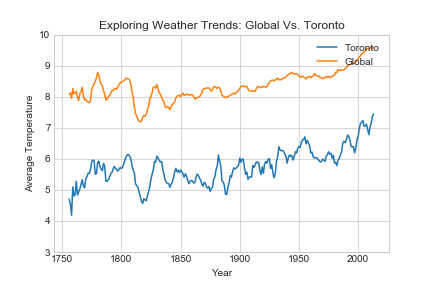 Exploring Weather Trends: Global Vs. Toronto
Toronto
Global
Average Temperature
10
9
8
7
6
5
4
3
1750
1800
1850
1900
1950
2000
Year